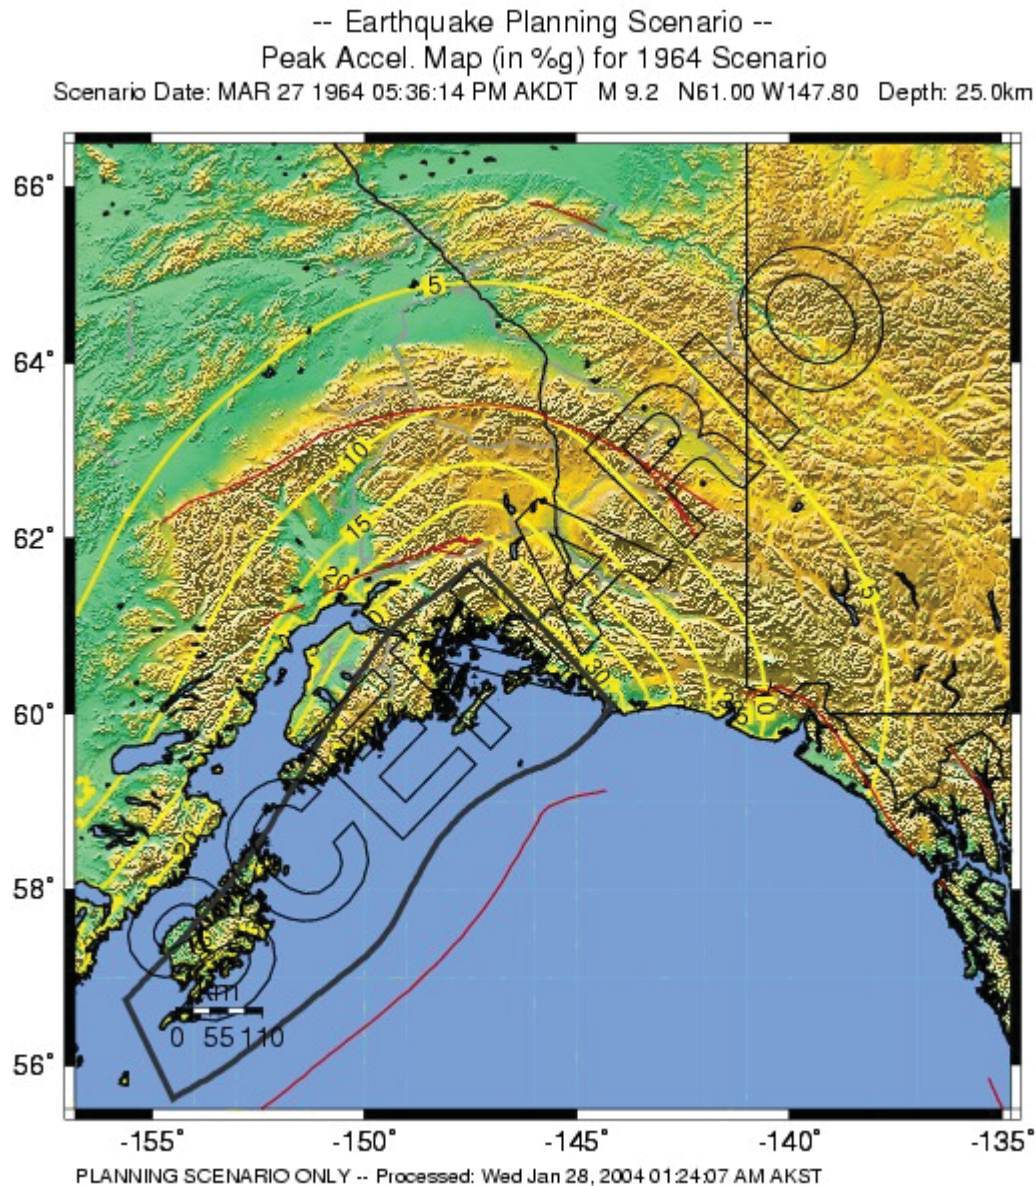 -- Earthquake Planning Scenario --
Peak Accel. Map (in %g) for 1964 Scenario
Scenario Date: MAR 27 1964 05:36:14 PM AKDT M 9.2 N61.00 W147.80 Depth: 25.0km
66°
64°
62°
60°
58°
56°
5
10
15
20
30
5
20
SCENARIO
km
0 55 110
-155° -150° -145° -140° -135°
PLANNING SCENARIO ONLY -- Processed: Wed Jan 28, 2004 01:24:07 AM AKST